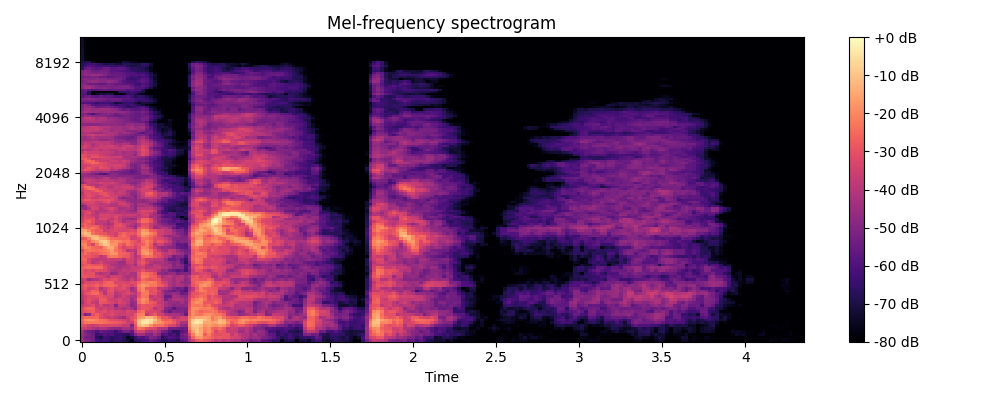 Mel-frequency spectrogram
8192
4096
2048
1024
512
0
Hz
0 0.5 1 1.5 2 2.5 3 3.5 4
Time
+0 dB
-10 dB
-20 dB
-30 dB
-40 dB
-50 dB
-60 dB
-70 dB
-80 dB